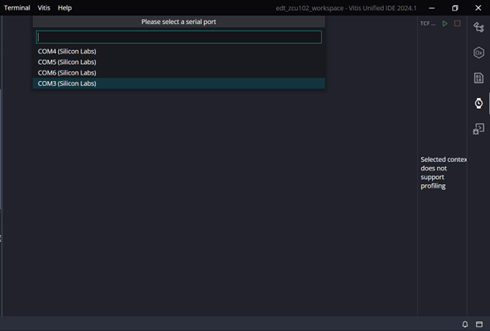 Terminal Vitis Help
edt_zcu102_workspace - Vitis Unified IDE 2024.1
Please select a serial port
TCF ...
COM4 (Silicon Labs)
COM5 (Silicon Labs)
COM6 (Silicon Labs)
COM3 (Silicon Labs)
Selected contex
does not
support
profiling